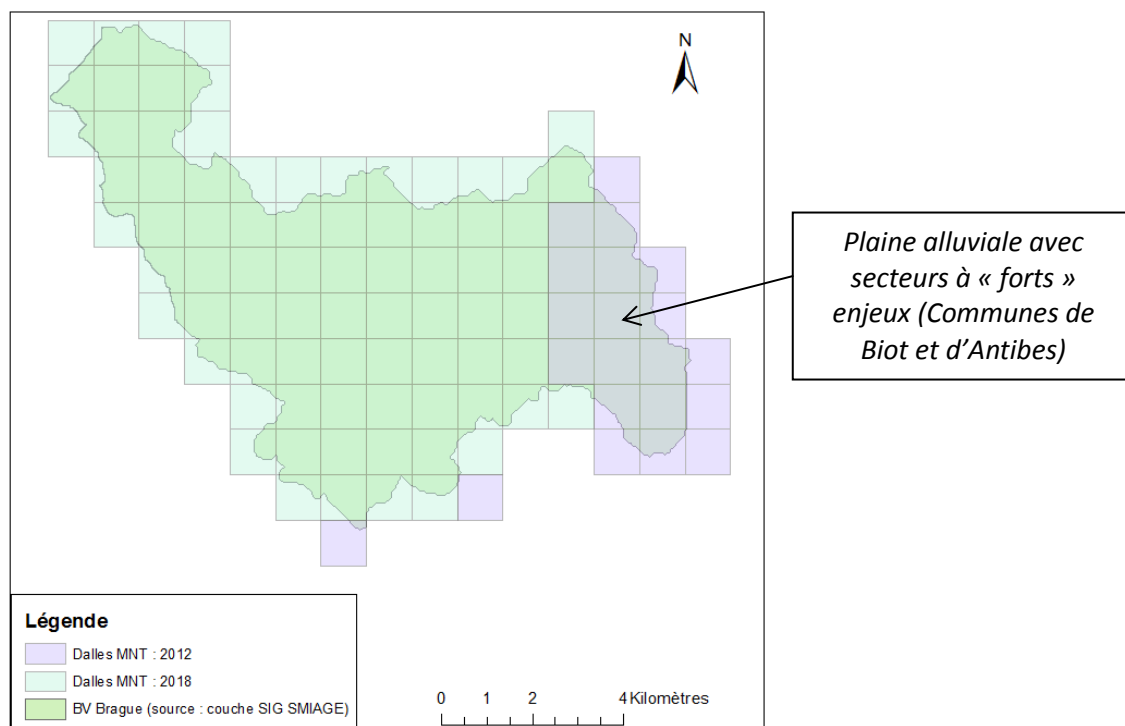 N
Plaine alluviale avec
secteurs à « forts »
enjeux (Communes de
Biot et d’Antibes)
Légende
Dalles MNT : 2012
Dalles MNT : 2018
BV Brague (source : couche SIG SMIAGE)
0 1 2 4 Kilomètres